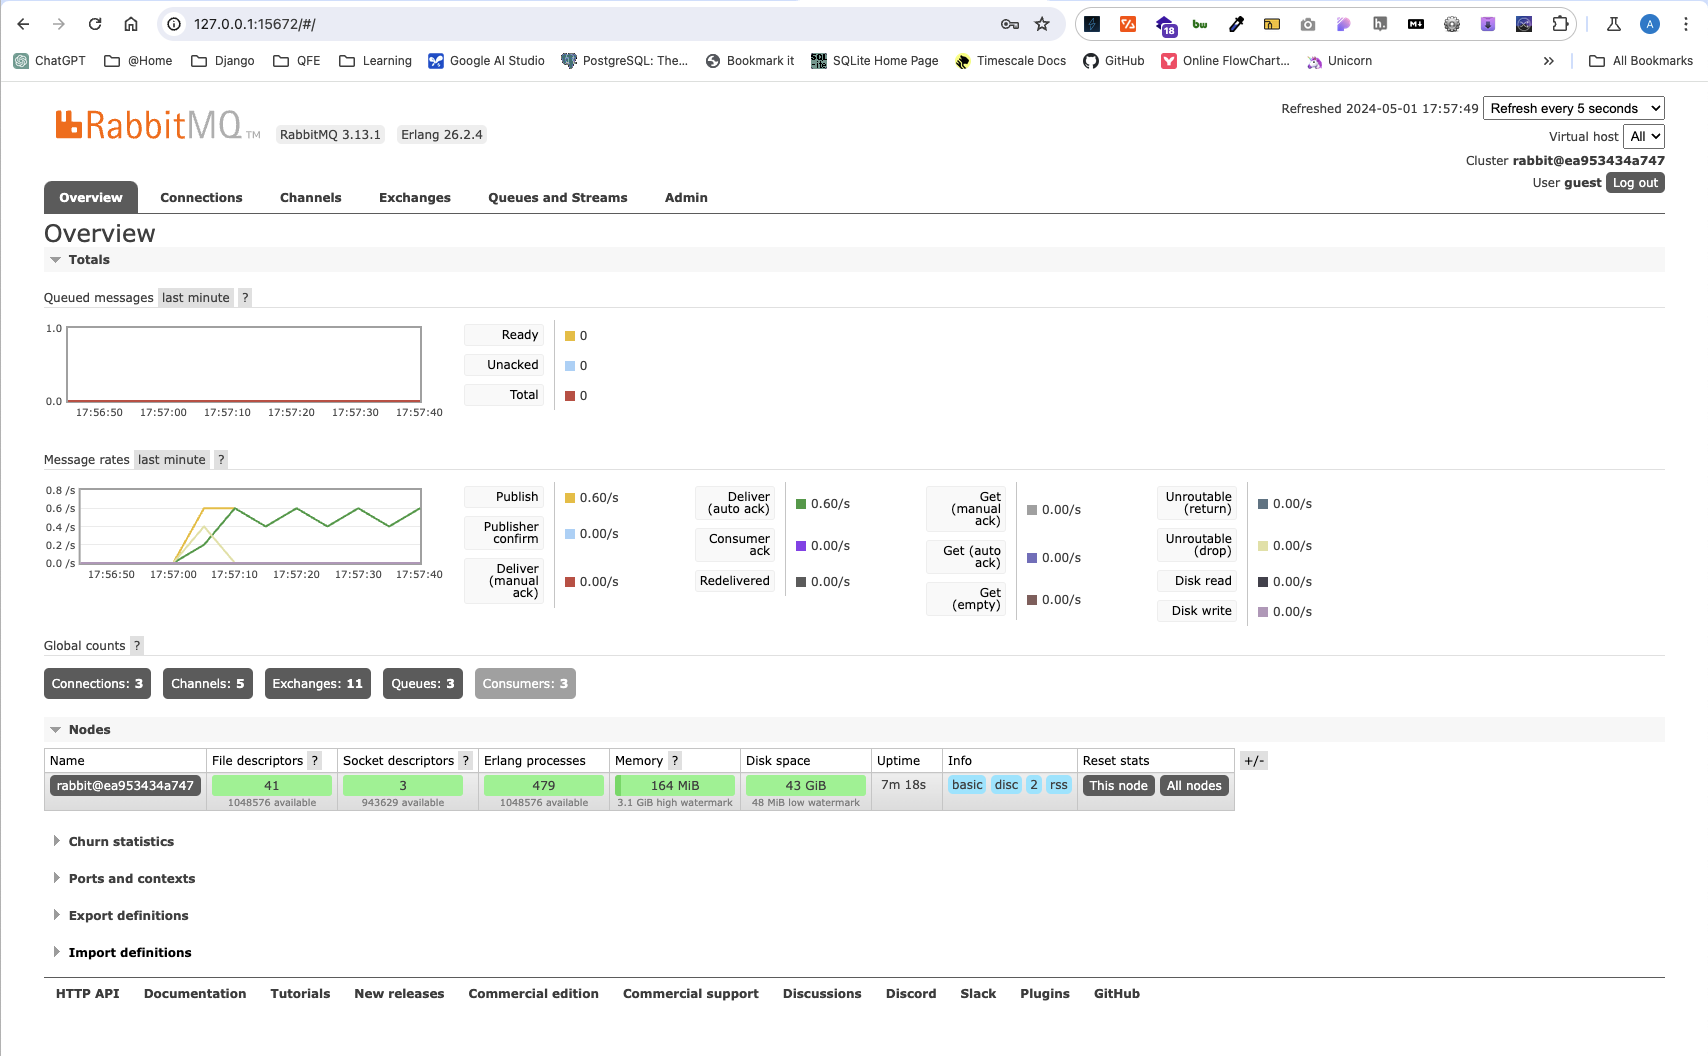 127.0.0.1:15672/#/
18
bw
A
ChatGPT @Home Django QFE Learning Google AI Studio PostgreSQL: The... Bookmark it SQLite Home Page Timescale Docs GitHub Online FlowChart... Unicorn » All Bookmarks
RabbitMQ TM RabbitMQ 3.13.1 Erlang 26.2.4
Refreshed 2024-05-01 17:57:49 Refresh every 5 seconds
Virtual host All
Cluster rabbit@ea953434a747
User guest Log out
Overview Connections Channels Exchanges Queues and Streams Admin
Overview
Totals
Queued messages last minute ?
1.0
0.0
17:56:50 17:57:00 17:57:10 17:57:20 17:57:30 17:57:40
Ready 0
Unacked 0
Total 0
Message rates last minute ?
0.8 /s
0.6 /s
0.4 /s
0.2 /s
0.0 /s
17:56:50 17:57:00 17:57:10 17:57:20 17:57:30 17:57:40
Publish 0.60/s
Publisher confirm 0.00/s
Deliver (manual ack) 0.00/s
Deliver (auto ack) 0.60/s
Consumer ack 0.00/s
Redelivered 0.00/s
Get (manual ack) 0.00/s
Get (auto ack) 0.00/s
Get (empty) 0.00/s
Unroutable (return) 0.00/s
Unroutable (drop) 0.00/s
Disk read 0.00/s
Disk write 0.00/s
Global counts ?
Connections: 3 Channels: 5 Exchanges: 11 Queues: 3 Consumers: 3
Nodes
Name File descriptors ? Socket descriptors ? Erlang processes Memory ? Disk space Uptime Info Reset stats +/-
rabbit@ea953434a747 41 3 479 164 MiB 43 GiB 7m 18s basic disc 2 rss This node All nodes
1048576 available 943629 available 1048576 available 3.1 GiB high watermark 48 MiB low watermark
Churn statistics
Ports and contexts
Export definitions
Import definitions
HTTP API Documentation Tutorials New releases Commercial edition Commercial support Discussions Discord Slack Plugins GitHub